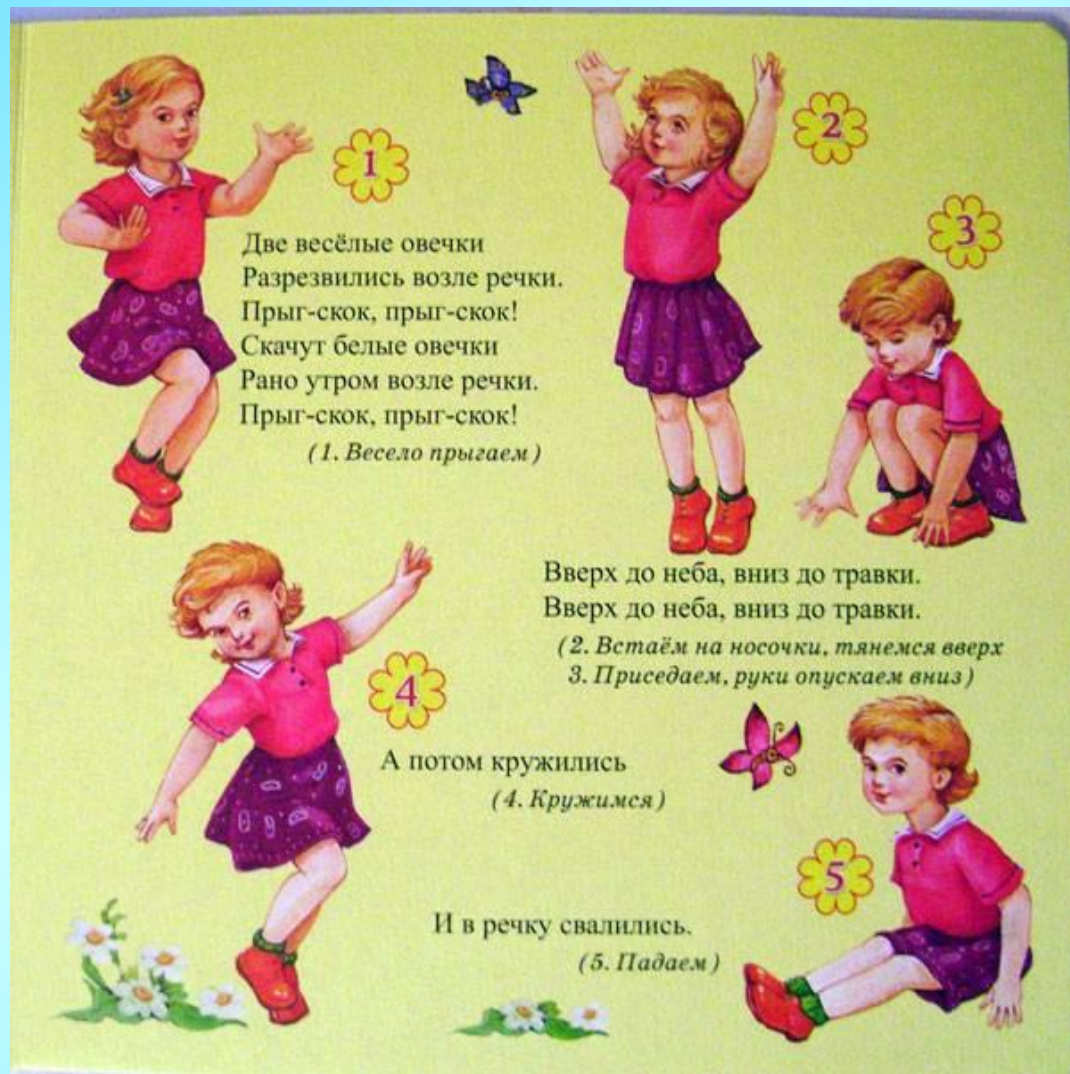 1
Две весёлые овечки
Разрезвились возле речки.
Прыг-скок, прыг-скок!
Скачут белые овечки
Рано утром возле речки.
Прыг-скок, прыг-скок!
(1. Весело прыгаем)
2
3
Вверх до неба, вниз до травки.
Вверх до неба, вниз до травки.
(2. Встаём на носочки, тянемся вверх
3. Приседаем, руки опускаем вниз)
4
А потом кружились
(4. Кружимся)
5
И в речку свалились.
(5. Падаем)